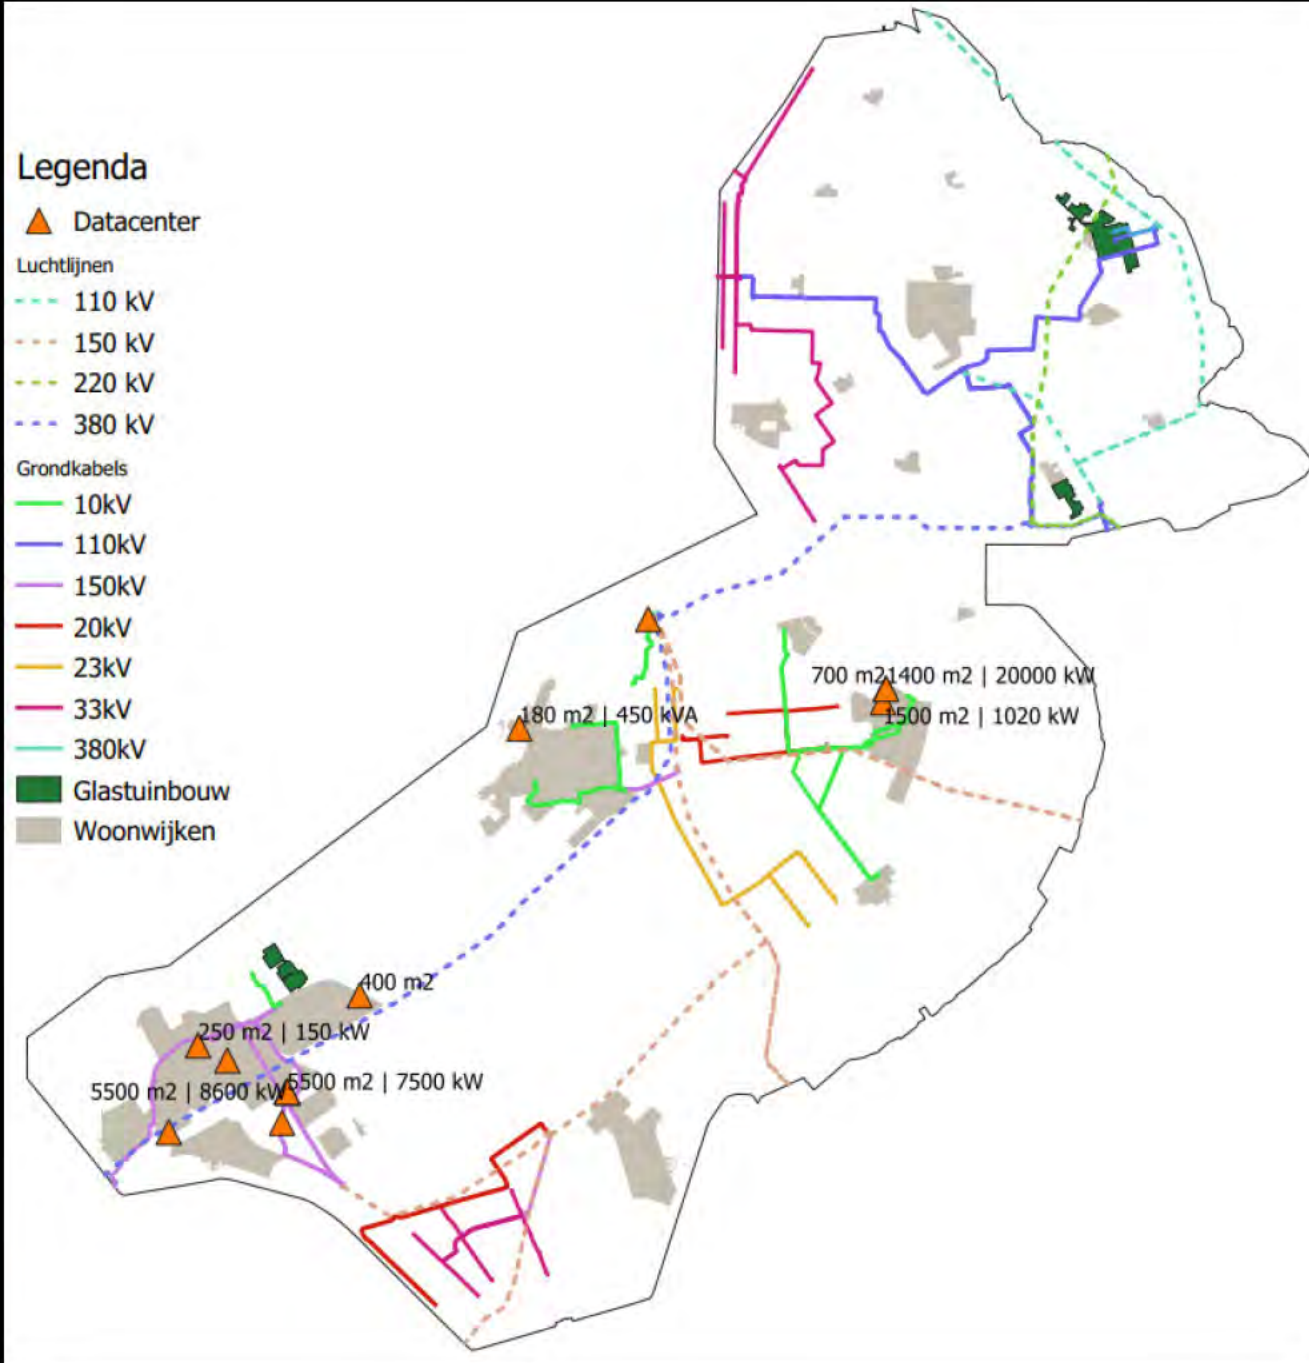 Legenda
Datacenter
Luchtlijnen
110 kV
150 kV
220 kV
380 kV
Grondkabels
10kV
110kV
150kV
20kV
23kV
33kV
380kV
Glastuinbouw
Woonwijken
700 m21400 m2 | 20000 kW
1500 m2 | 1020 kW
180 m2 | 450 kVA
400 m2
250 m2 | 150 kW
5500 m2 | 8600 kW
5500 m2 | 7500 kW